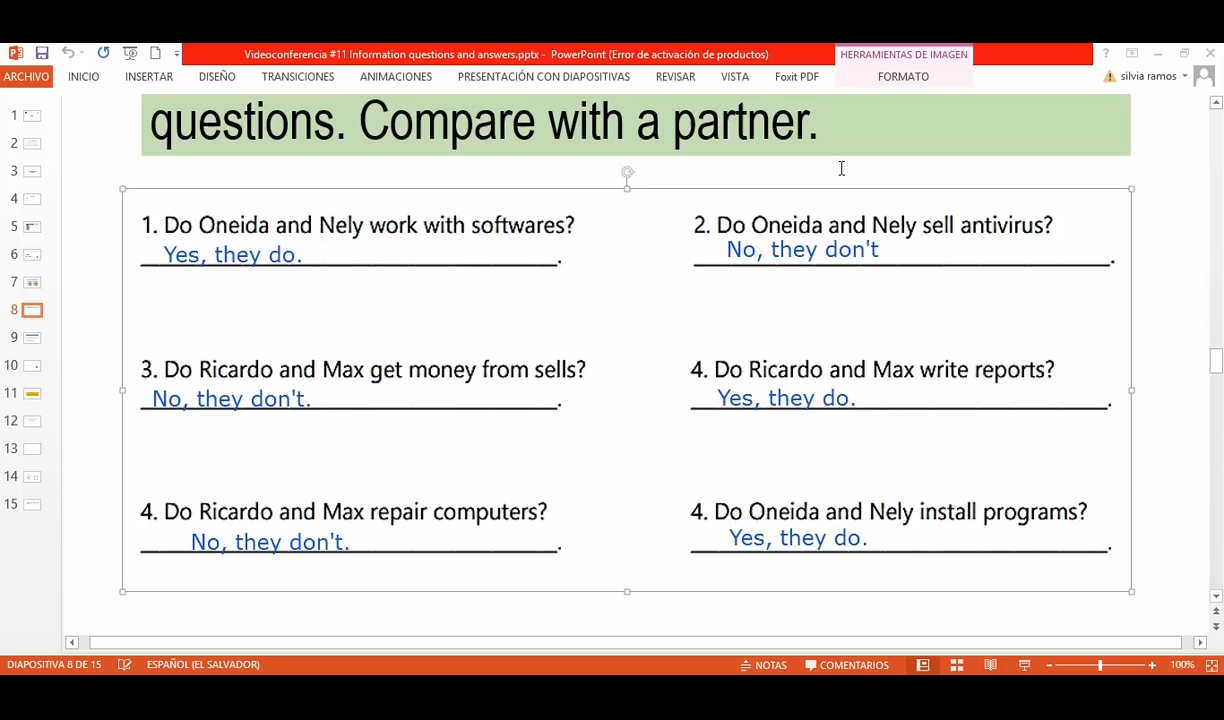 Videoconferencia #11 Information questions and answers.pptx - PowerPoint (Error de activación de productos)
HERRAMIENTAS DE IMAGEN
?
ARCHIVO INICIO INSERTAR DISEÑO TRANSICIONES ANIMACIONES PRESENTACIÓN CON DIAPOSITIVAS REVISAR VISTA Foxit PDF FORMATO silvia ramos
questions. Compare with a partner.
1
2
3
4
5
6
7
8
9
10
11
12
13
14
15
1. Do Oneida and Nely work with softwares?
Yes, they do.
____________________.
2. Do Oneida and Nely sell antivirus?
No, they don't
____________________.
3. Do Ricardo and Max get money from sells?
No, they don't.
____________________.
4. Do Ricardo and Max write reports?
Yes, they do.
____________________.
4. Do Ricardo and Max repair computers?
No, they don't.
____________________.
4. Do Oneida and Nely install programs?
Yes, they do.
____________________.
DIAPOSITIVA 8 DE 15 ESPAÑOL (EL SALVADOR) NOTAS COMENTARIOS 100%